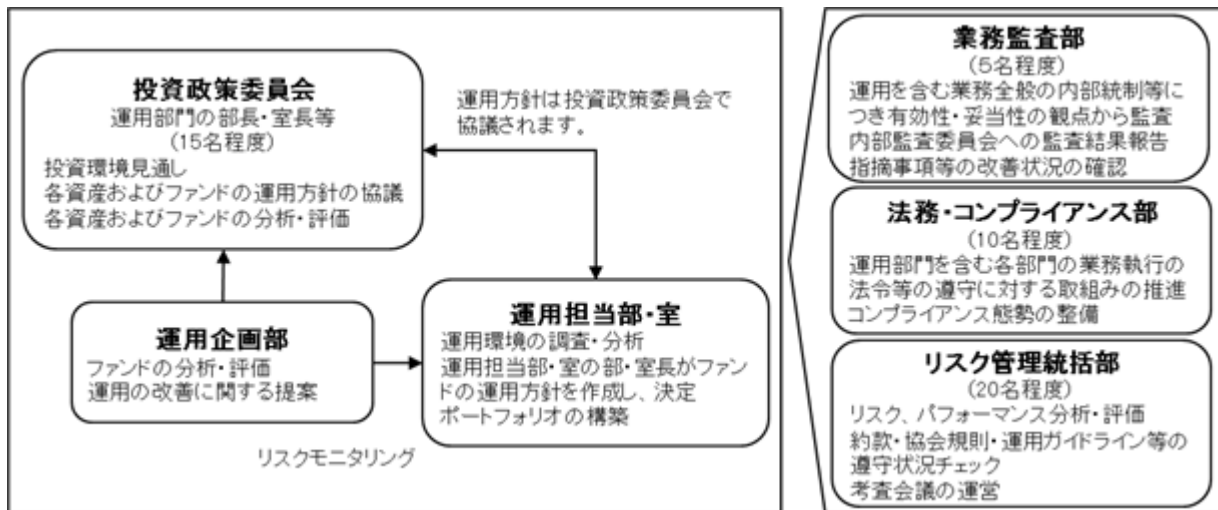 投資政策委員会
運用部門の部長・室長等
(15名程度)
投資環境見通し
各資産およびファンドの運用方針の協議
各資産およびファンドの分析・評価
運用方針は投資政策委員会で
協議されます。
運用企画部
ファンドの分析・評価
運用の改善に関する提案
運用担当部・室
運用環境の調査・分析
運用担当部・室の部・室長がファン
ドの運用方針を作成し、決定
ポートフォリオの構築
リスクモニタリング
業務監査部
(5名程度)
運用を含む業務全般の内部統制等に
つき有効性・妥当性の観点から監査
内部監査委員会への監査結果報告
指摘事項等の改善状況の確認
法務・コンプライアンス部
(10名程度)
運用部門を含む各部門の業務執行の
法令等の遵守に対する取組みの推進
コンプライアンス態勢の整備
リスク管理統括部
(20名程度)
リスク、パフォーマンス分析・評価
約款・協会規則・運用ガイドライン等の
遵守状況チェック
考査会議の運営